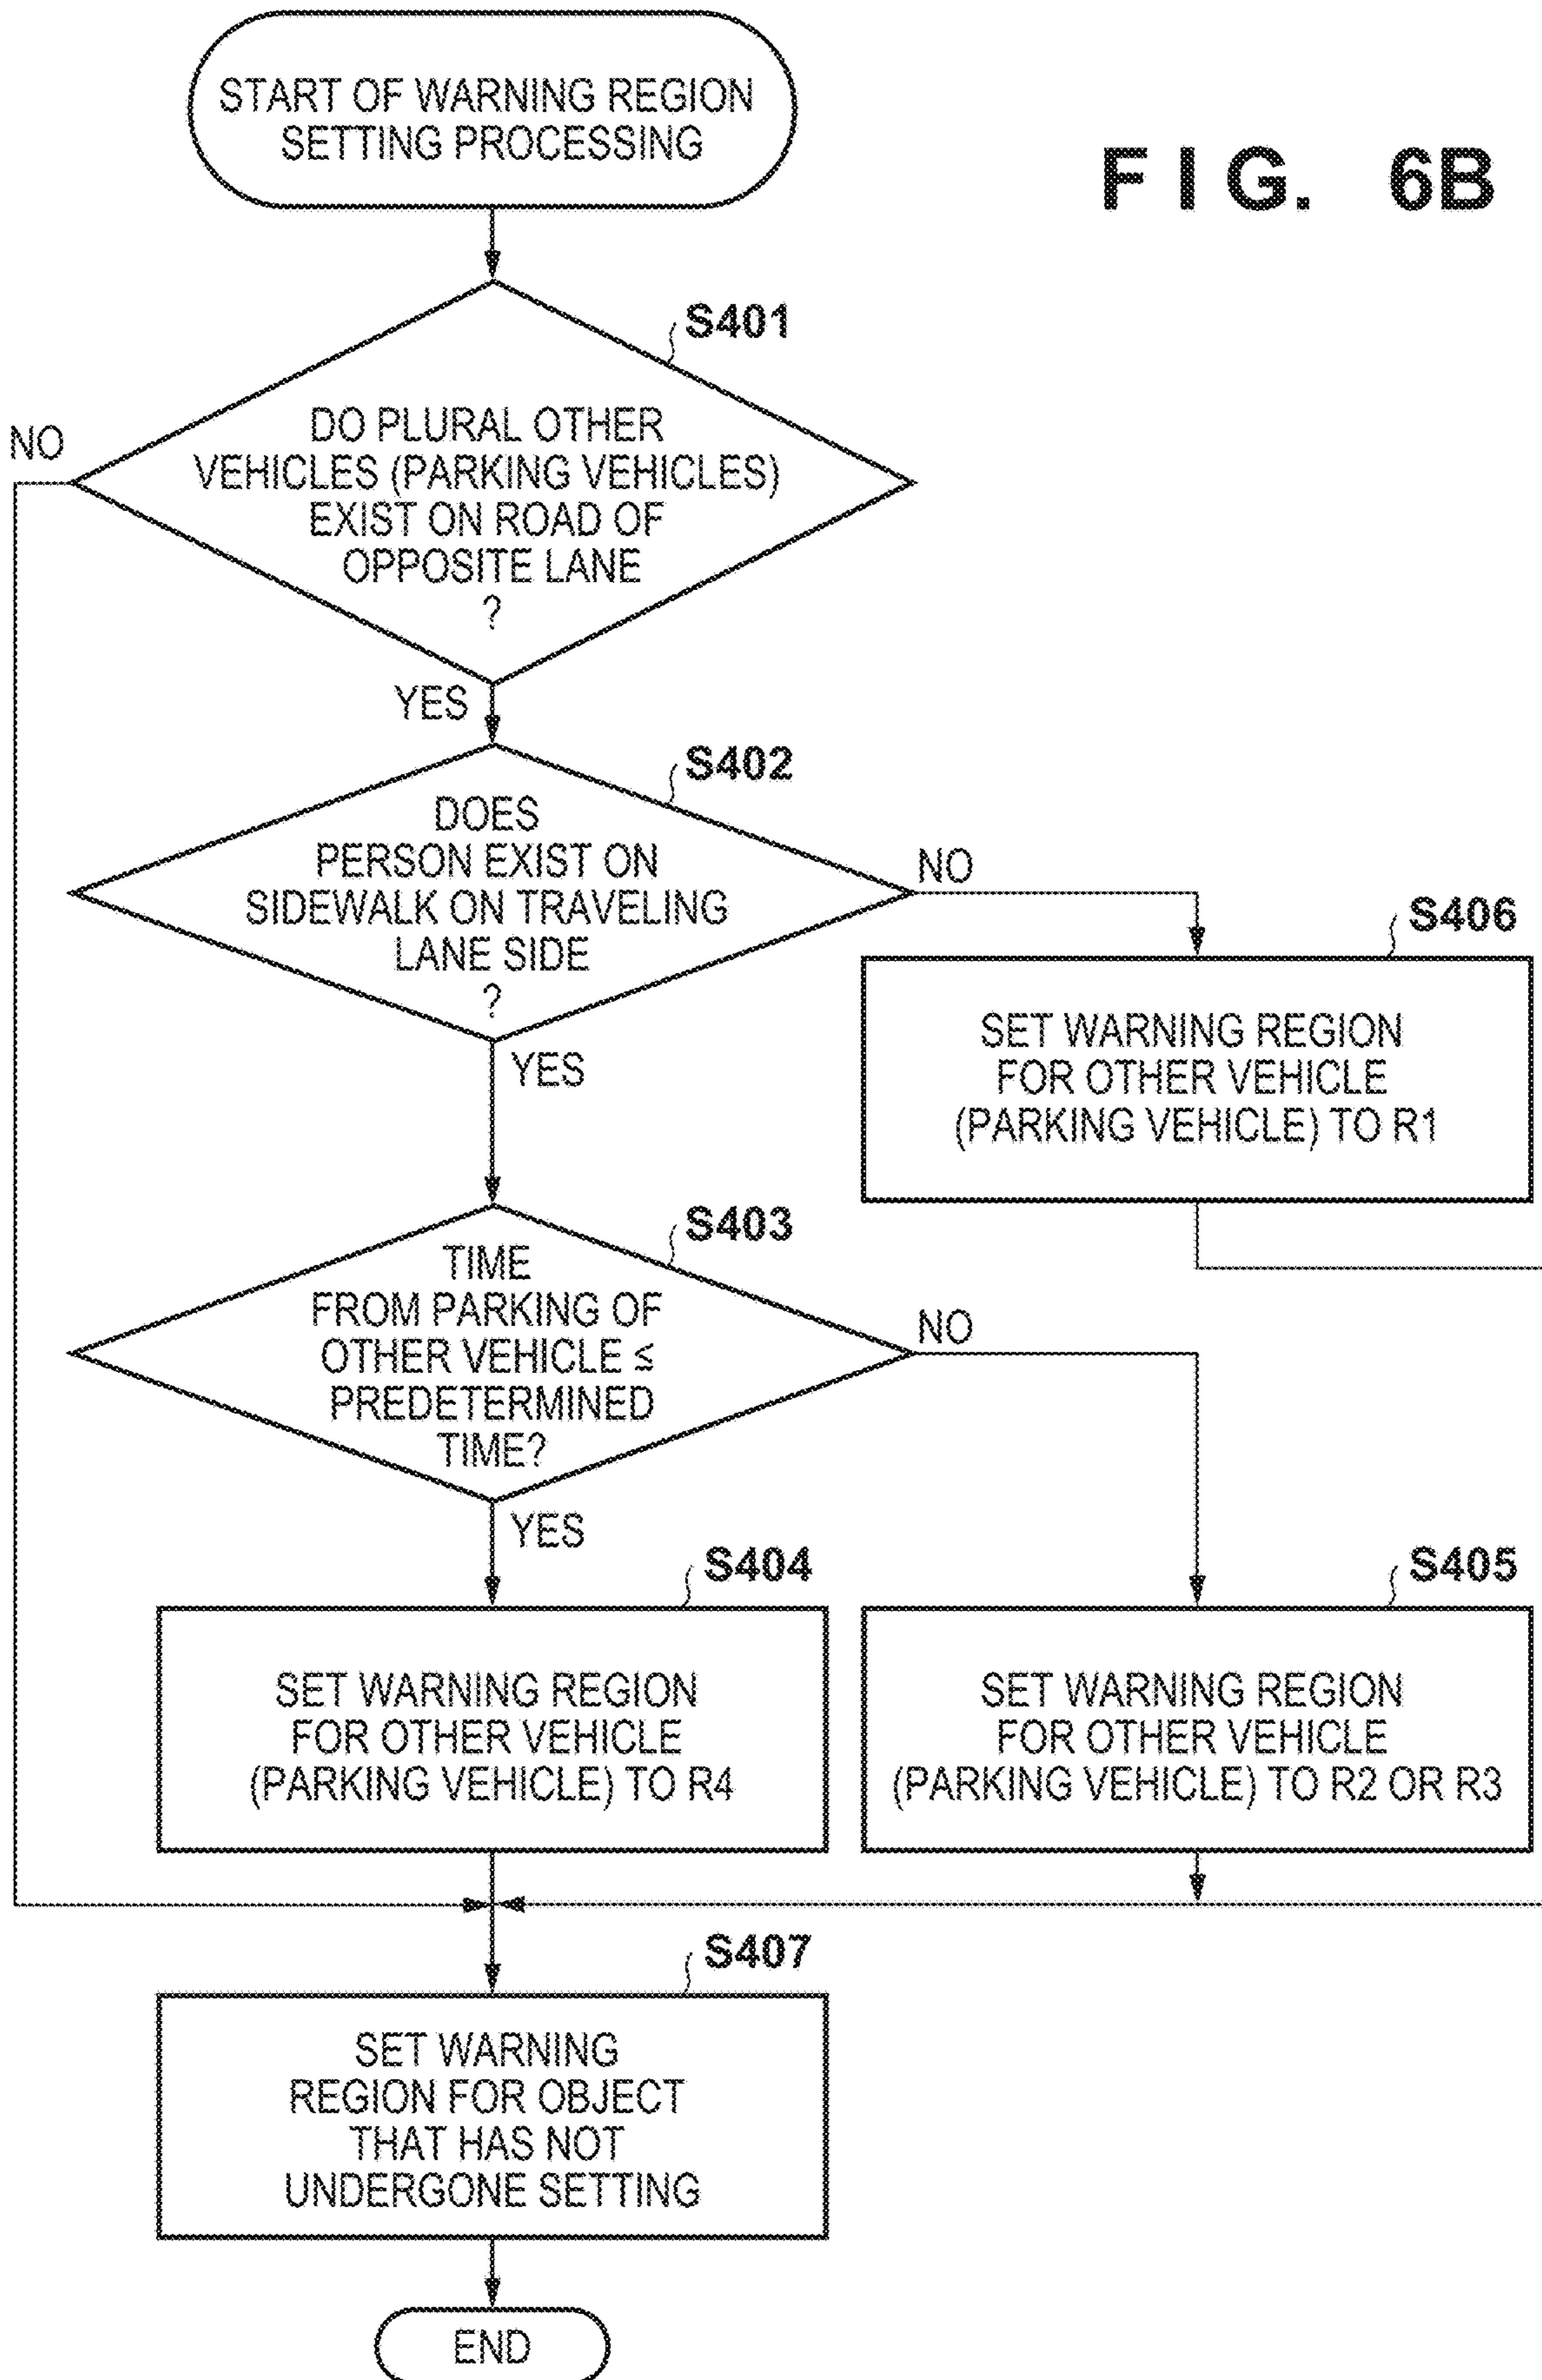 START OF WARNING REGION
SETTING PROCESSING
FIG. 6B
S401
DO PLURAL OTHER
VEHICLES (PARKING VEHICLES)
EXIST ON ROAD OF
OPPOSITE LANE
?
NO
YES
S402
DOES
PERSON EXIST ON
SIDEWALK ON TRAVELING
LANE SIDE
?
NO
YES
S406
SET WARNING REGION
FOR OTHER VEHICLE
(PARKING VEHICLE) TO R1
S403
TIME
FROM PARKING OF
OTHER VEHICLE ≤
PREDETERMINED
TIME?
NO
YES
S404
SET WARNING REGION
FOR OTHER VEHICLE
(PARKING VEHICLE) TO R4
S405
SET WARNING REGION
FOR OTHER VEHICLE
(PARKING VEHICLE) TO R2 OR R3
S407
SET WARNING
REGION FOR OBJECT
THAT HAS NOT
UNDERGONE SETTING
END